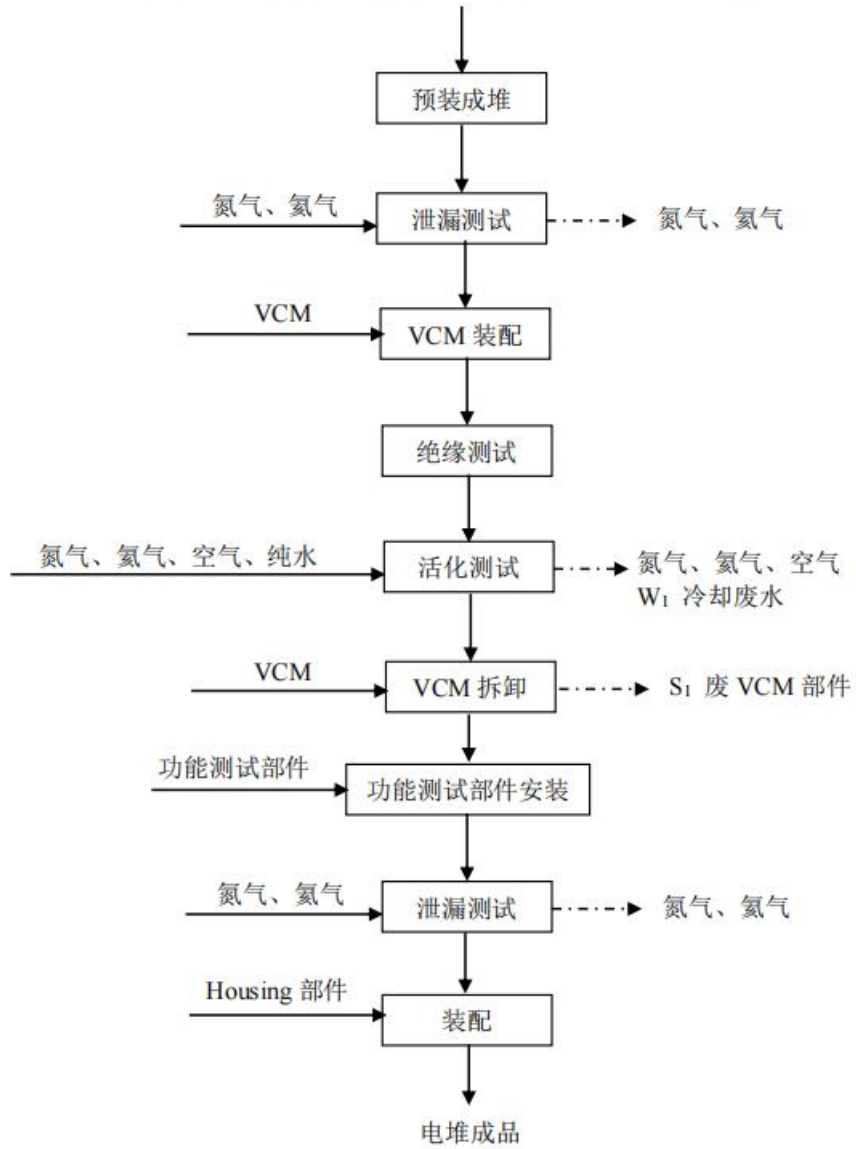 预装成堆
氮气、氦气
泄漏测试
氮气、氦气
VCM
VCM 装配
绝缘测试
氮气、氦气、空气、纯水
活化测试
氮气、氦气、空气
W₁ 冷却废水
VCM
VCM 拆卸
S₁ 废 VCM 部件
功能测试部件
功能测试部件安装
氮气、氦气
泄漏测试
氮气、氦气
Housing 部件
装配
电堆成品